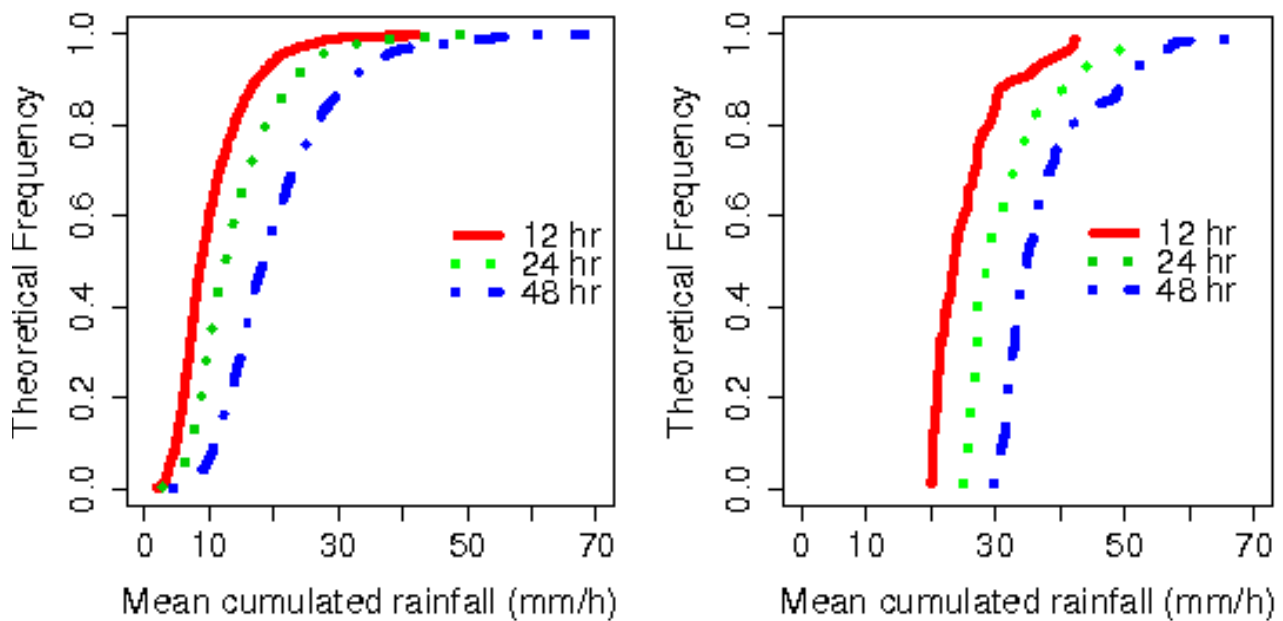 Theoretical Frequency
1.0
0.8
0.6
0.4
0.2
0.0
12 hr
24 hr
48 hr
0 10 30 50 70
Mean cumulated rainfall (mm/h)
Theoretical Frequency
1.0
0.8
0.6
0.4
0.2
0.0
12 hr
24 hr
48 hr
0 10 30 50 70
Mean cumulated rainfall (mm/h)